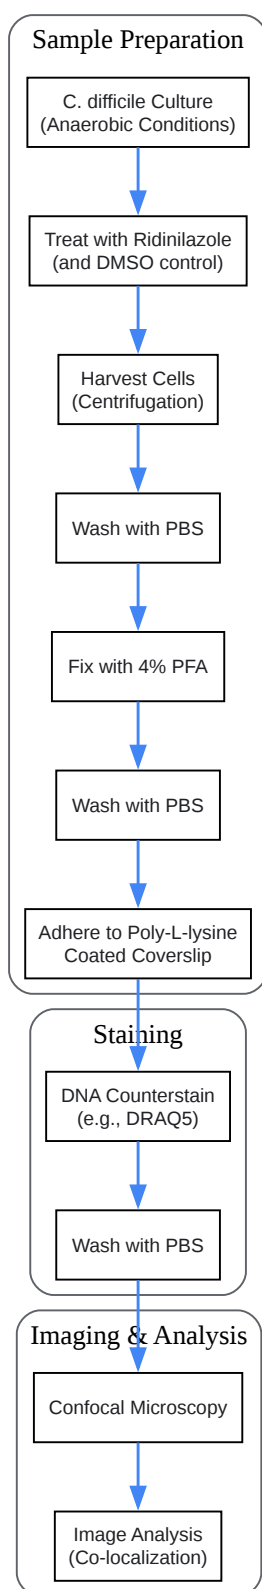 Sample Preparation
C. difficile Culture
(Anaerobic Conditions)
Treat with Ridinilazole
(and DMSO control)
Harvest Cells
(Centrifugation)
Wash with PBS
Fix with 4% PFA
Wash with PBS
Adhere to Poly-L-lysine
Coated Coverslip
Staining
DNA Counterstain
(e.g., DRAQ5)
Wash with PBS
Imaging & Analysis
Confocal Microscopy
Image Analysis
(Co-localization)